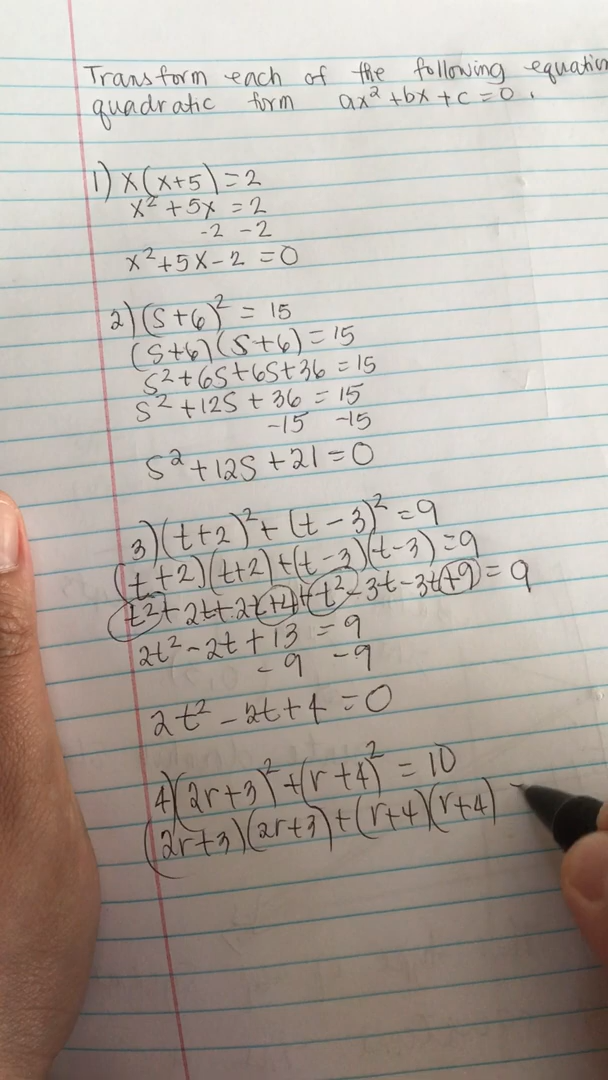 Transform each of the following equation
quadratic form ax² + bx + c = 0.
1) x(x+5) = 2
x² + 5x = 2
-2 -2
x² + 5x - 2 = 0
2) (s+6)² = 15
(s+6)(s+6) = 15
s² + 6s + 6s + 36 = 15
s² + 12s + 36 = 15
-15 -15
s² + 12s + 21 = 0
3) (t+2)² + (t-3)² = 9
(t+2)(t+2) + (t-3)(t-3) = 9
t² + 2t + 2t + 4 + t² - 3t - 3t + 9 = 9
2t² - 2t + 13 = 9
-9 -9
2t² - 2t + 4 = 0
4) (2r+3)² + (r+4)² = 10
(2r+3)(2r+3) + (r+4)(r+4)